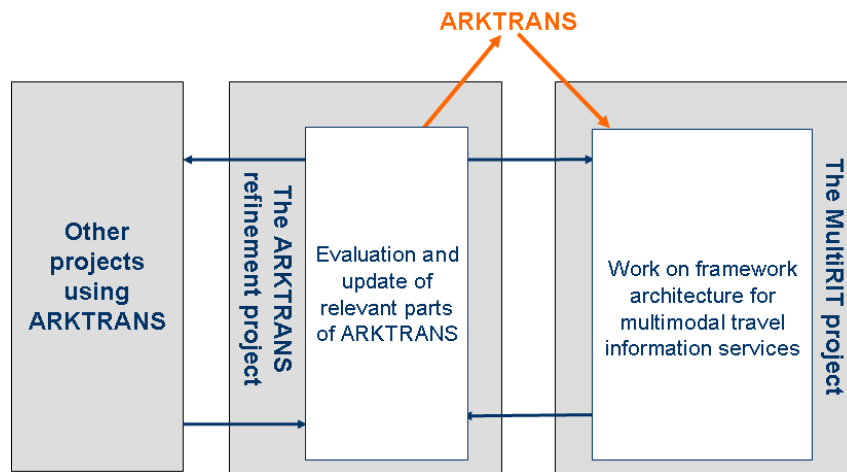 ARKTRANS
Other
projects
using
ARKTRANS
The ARKTRANS
refinement project
Evaluation and
update of
relevant parts
of ARKTRANS
Work on framework
architecture for
multimodal travel
information services
The MultiRIT project